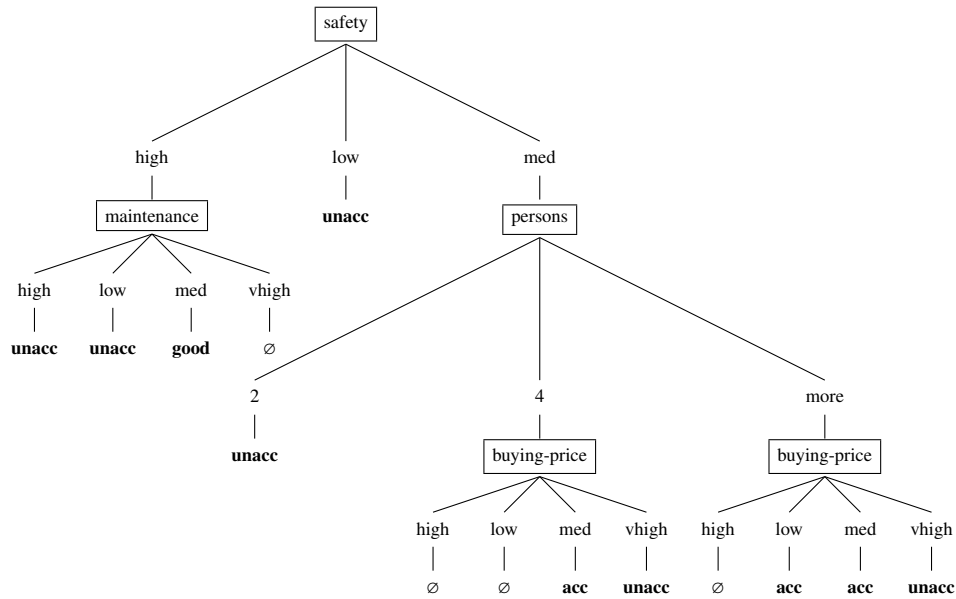 safety
high low med
maintenance unacc persons
high low med vhigh
unacc unacc good ∅
2 4 more
unacc buying-price buying-price
high low med vhigh high low med vhigh
∅ ∅ acc unacc ∅ acc acc unacc